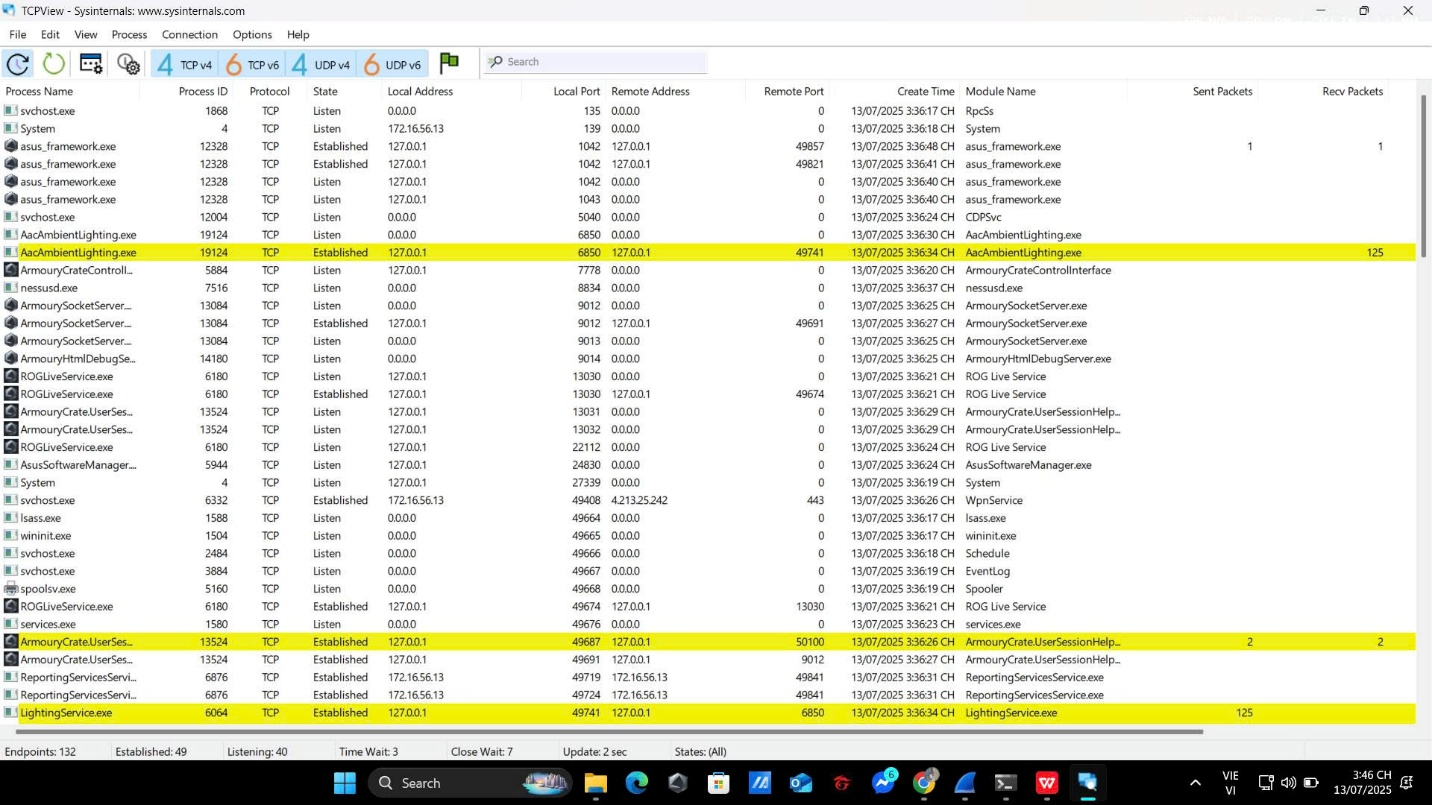 TCPView - Sysinternals: www.sysinternals.com
File Edit View Process Connection Options Help
4 TCP v4 6 TCP v6 4 UDP v4 6 UDP v6 Search
Process Name Process ID Protocol State Local Address Local Port Remote Address Remote Port Create Time Module Name Sent Packets Recv Packets
svchost.exe 1868 TCP Listen 0.0.0.0 135 0.0.0.0 0 13/07/2025 3:36:17 CH RpcSs
System 4 TCP Listen 172.16.56.13 139 0.0.0.0 0 13/07/2025 3:36:18 CH System
asus_framework.exe 12328 TCP Established 127.0.0.1 1042 127.0.0.1 49857 13/07/2025 3:36:48 CH asus_framework.exe 1 1
asus_framework.exe 12328 TCP Established 127.0.0.1 1042 127.0.0.1 49821 13/07/2025 3:36:41 CH asus_framework.exe
asus_framework.exe 12328 TCP Listen 127.0.0.1 1042 0.0.0.0 0 13/07/2025 3:36:40 CH asus_framework.exe
asus_framework.exe 12328 TCP Listen 127.0.0.1 1043 0.0.0.0 0 13/07/2025 3:36:40 CH asus_framework.exe
svchost.exe 12004 TCP Listen 0.0.0.0 5040 0.0.0.0 0 13/07/2025 3:36:24 CH CDPSvc
AacAmbientLighting.exe 19124 TCP Listen 0.0.0.0 6850 0.0.0.0 0 13/07/2025 3:36:30 CH AacAmbientLighting.exe
AacAmbientLighting.exe 19124 TCP Established 127.0.0.1 6850 127.0.0.1 49741 13/07/2025 3:36:34 CH AacAmbientLighting.exe 125
ArmouryCrateControll... 5884 TCP Listen 127.0.0.1 7778 0.0.0.0 0 13/07/2025 3:36:20 CH ArmouryCrateControlInterface
nessusd.exe 7516 TCP Listen 0.0.0.0 8834 0.0.0.0 0 13/07/2025 3:36:37 CH nessusd.exe
ArmourySocketServer.... 13084 TCP Listen 0.0.0.0 9012 0.0.0.0 0 13/07/2025 3:36:25 CH ArmourySocketServer.exe
ArmourySocketServer.... 13084 TCP Established 127.0.0.1 9012 127.0.0.1 49691 13/07/2025 3:36:27 CH ArmourySocketServer.exe
ArmourySocketServer.... 13084 TCP Listen 0.0.0.0 9013 0.0.0.0 0 13/07/2025 3:36:25 CH ArmourySocketServer.exe
ArmouryHtmlDebugSe... 14180 TCP Listen 0.0.0.0 9014 0.0.0.0 0 13/07/2025 3:36:25 CH ArmouryHtmlDebugServer.exe
ROGLiveService.exe 6180 TCP Listen 127.0.0.1 13030 0.0.0.0 0 13/07/2025 3:36:21 CH ROG Live Service
ROGLiveService.exe 6180 TCP Established 127.0.0.1 13030 127.0.0.1 49674 13/07/2025 3:36:21 CH ROG Live Service
ArmouryCrate.UserSes... 13524 TCP Listen 127.0.0.1 13031 0.0.0.0 0 13/07/2025 3:36:29 CH ArmouryCrate.UserSessionHelp...
ArmouryCrate.UserSes... 13524 TCP Listen 127.0.0.1 13032 0.0.0.0 0 13/07/2025 3:36:29 CH ArmouryCrate.UserSessionHelp...
ROGLiveService.exe 6180 TCP Listen 127.0.0.1 22112 0.0.0.0 0 13/07/2025 3:36:24 CH ROG Live Service
AsusSoftwareManager.... 5944 TCP Listen 127.0.0.1 24830 0.0.0.0 0 13/07/2025 3:36:24 CH AsusSoftwareManager.exe
System 4 TCP Listen 127.0.0.1 27339 0.0.0.0 0 13/07/2025 3:36:19 CH System
svchost.exe 6332 TCP Established 172.16.56.13 49408 4.213.25.242 443 13/07/2025 3:36:26 CH WpnService
lsass.exe 1588 TCP Listen 0.0.0.0 49664 0.0.0.0 0 13/07/2025 3:36:17 CH lsass.exe
wininit.exe 1504 TCP Listen 0.0.0.0 49665 0.0.0.0 0 13/07/2025 3:36:17 CH wininit.exe
svchost.exe 2484 TCP Listen 0.0.0.0 49666 0.0.0.0 0 13/07/2025 3:36:18 CH Schedule
svchost.exe 3884 TCP Listen 0.0.0.0 49667 0.0.0.0 0 13/07/2025 3:36:19 CH EventLog
spoolsv.exe 5160 TCP Listen 0.0.0.0 49668 0.0.0.0 0 13/07/2025 3:36:19 CH Spooler
ROGLiveService.exe 6180 TCP Established 127.0.0.1 49674 127.0.0.1 13030 13/07/2025 3:36:21 CH ROG Live Service
services.exe 1580 TCP Listen 0.0.0.0 49676 0.0.0.0 0 13/07/2025 3:36:23 CH services.exe
ArmouryCrate.UserSes... 13524 TCP Established 127.0.0.1 49687 127.0.0.1 50100 13/07/2025 3:36:26 CH ArmouryCrate.UserSessionHelp... 2 2
ArmouryCrate.UserSes... 13524 TCP Established 127.0.0.1 49691 127.0.0.1 9012 13/07/2025 3:36:27 CH ArmouryCrate.UserSessionHelp...
ReportingServicesServi... 6876 TCP Established 172.16.56.13 49719 172.16.56.13 49841 13/07/2025 3:36:31 CH ReportingServicesService.exe
ReportingServicesServi... 6876 TCP Established 172.16.56.13 49724 172.16.56.13 49841 13/07/2025 3:36:31 CH ReportingServicesService.exe
LightingService.exe 6064 TCP Established 127.0.0.1 49741 127.0.0.1 6850 13/07/2025 3:36:34 CH LightingService.exe 125
Endpoints: 132 Established: 49 Listening: 40 Time Wait: 3 Close Wait: 7 Update: 2 sec States: (All)
Search 6 VIE 3:46 CH
VI 13/07/2025